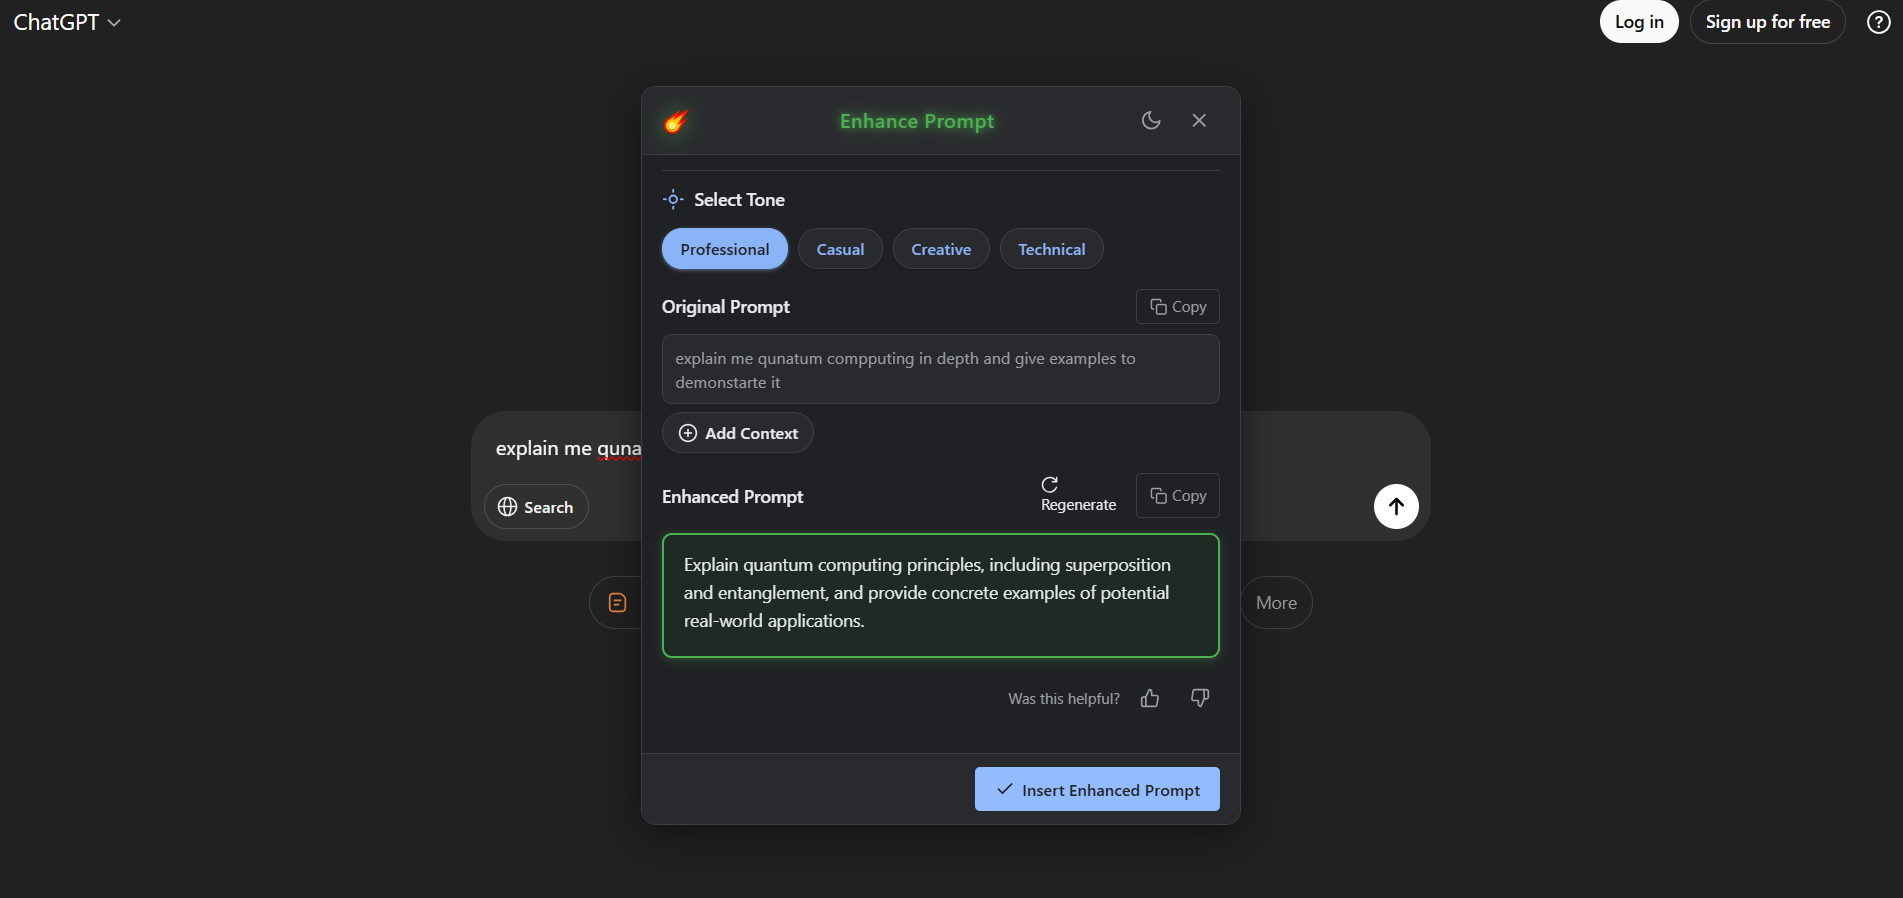 ChatGPT
Log in
Sign up for free
Enhance Prompt
Select Tone
Professional
Casual
Creative
Technical
Original Prompt
Copy
explain me qunatum compputing in depth and give examples to
demonstarte it
Add Context
explain me quna
Search
Enhanced Prompt
Regenerate
Copy
Explain quantum computing principles, including superposition
and entanglement, and provide concrete examples of potential
real-world applications.
More
Was this helpful?
Insert Enhanced Prompt